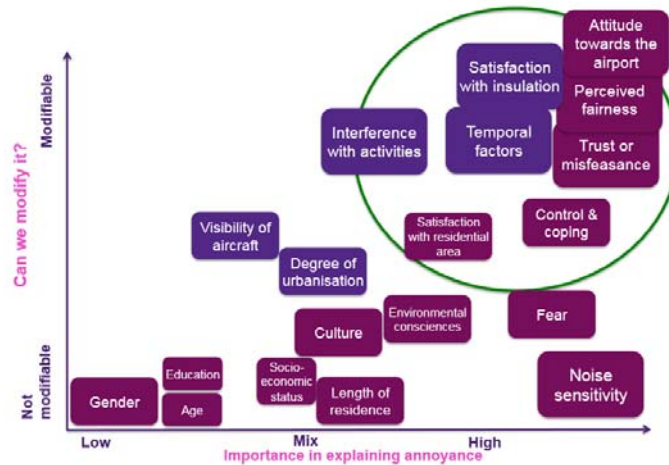 Attitude
towards the
airport
Satisfaction
with insulation
Perceived
fairness
Interference
with activities
Temporal
factors
Trust or
misfeasance
Visibility of
aircraft
Satisfaction
with residential
area
Control &
coping
Degree of
urbanisation
Environmental
consciences
Fear
Culture
Education
Socio-
economic
status
Noise
sensitivity
Gender
Age
Length of
residence
Can we modify it?
Modifiable
Not
modifiable
Low
Mix
High
Importance in explaining annoyance